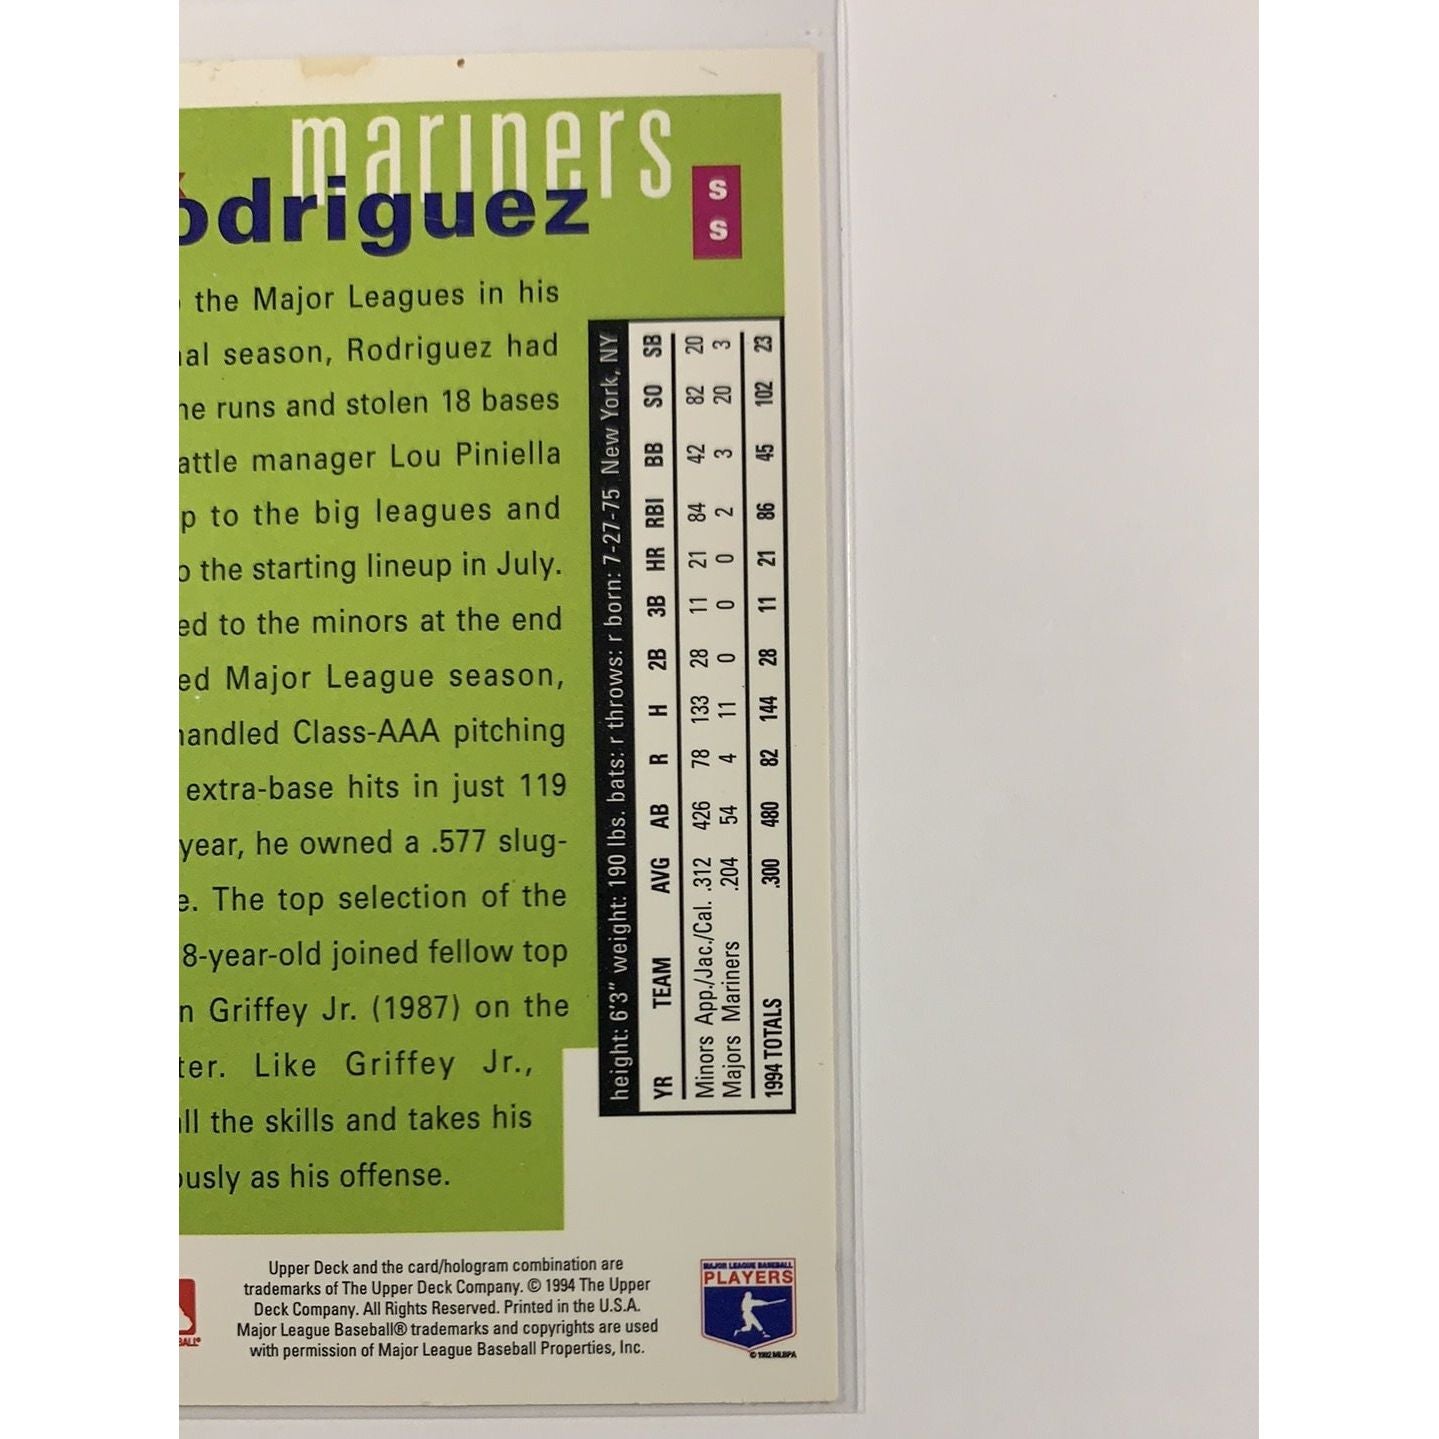 mariners
odriguez
S
S
the Major Leagues in his
al season, Rodriguez had
e runs and stolen 18 bases
attle manager Lou Piniella
p to the big leagues and
o the starting lineup in July.
ed to the minors at the end
ed Major League season,
handled Class-AAA pitching
extra-base hits in just 119
year, he owned a .577 slug-
e. The top selection of the
8-year-old joined fellow top
n Griffey Jr. (1987) on the
ter. Like Griffey Jr.,
ll the skills and takes his
ously as his offense.
height: 6'3" weight: 190 lbs. bats: r throws: r born: 7-27-75 New York, NY
YR TEAM AVG AB R H 2B 3B HR RBI BB SO SB
Minors App./Jac./Cal. .312 426 78 133 28 11 21 84 42 82 20
Majors Mariners .204 54 4 11 0 0 0 2 3 20 3
1994 TOTALS .300 480 82 144 28 11 21 86 45 102 23
Upper Deck and the card/hologram combination are
trademarks of The Upper Deck Company. © 1994 The Upper
Deck Company. All Rights Reserved. Printed in the U.S.A.
Major League Baseball® trademarks and copyrights are used
with permission of Major League Baseball Properties, Inc.
MAJOR LEAGUE BASEBALL
PLAYERS
© 1992 MLBPA